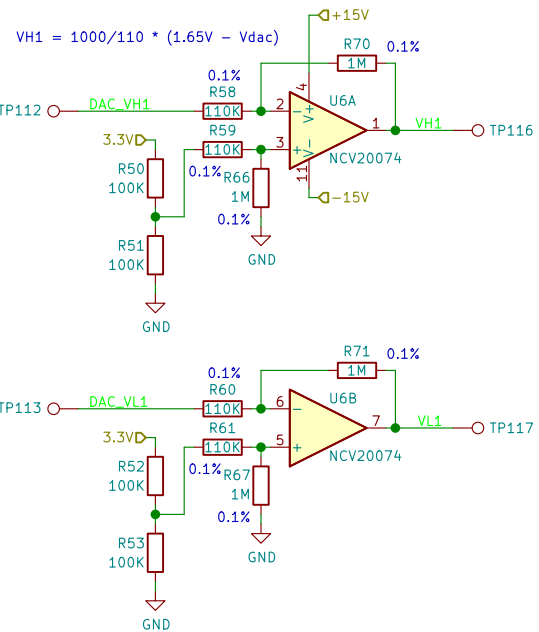 +15V
VH1 = 1000/110 * (1.65V - Vdac)
R70
0.1%
1M
0.1%
R58
U6A
4
V+
TP112
DAC_VH1
110K
2
-
R59
1
VH1
TP116
3.3V
110K
3
+
V-
NCV20074
R50
100K
0.1%
R66
1M
11
-15V
0.1%
R51
100K
GND
GND
R71
0.1%
1M
0.1%
R60
U6B
TP113
DAC_VL1
110K
6
-
R61
7
VL1
TP117
3.3V
110K
5
+
NCV20074
R52
100K
0.1%
R67
1M
0.1%
R53
100K
GND
GND